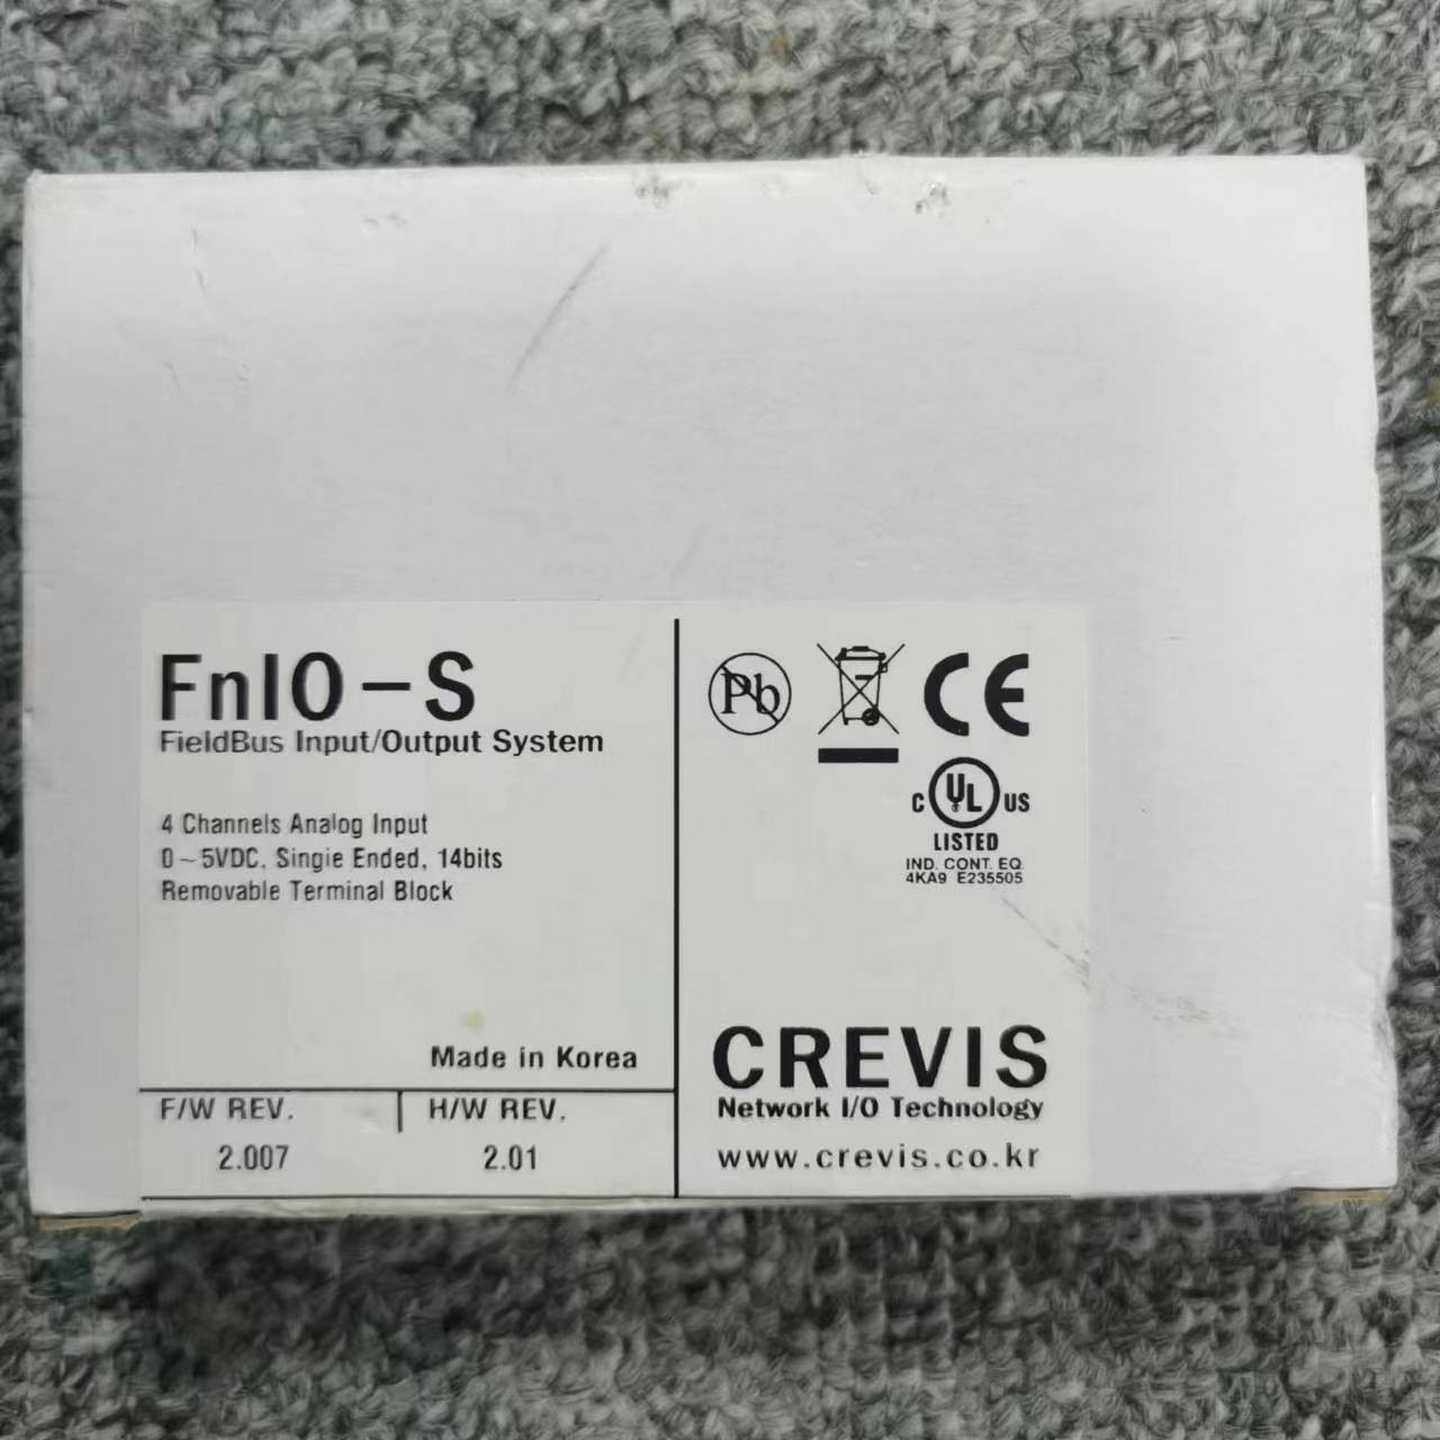 FnIO-S
FieldBus Input/Output System
4 Channels Analog Input
0~5VDC, Single Ended, 14bits
Removable Terminal Block
Made in Korea
F/W REV.
H/W REV.
2.007
2.01
Pb
CE
C UL US
LISTED
IND. CONT. EQ.
4KA9 E235505
CREVIS
Network I/O Technology
www.crevis.co.kr